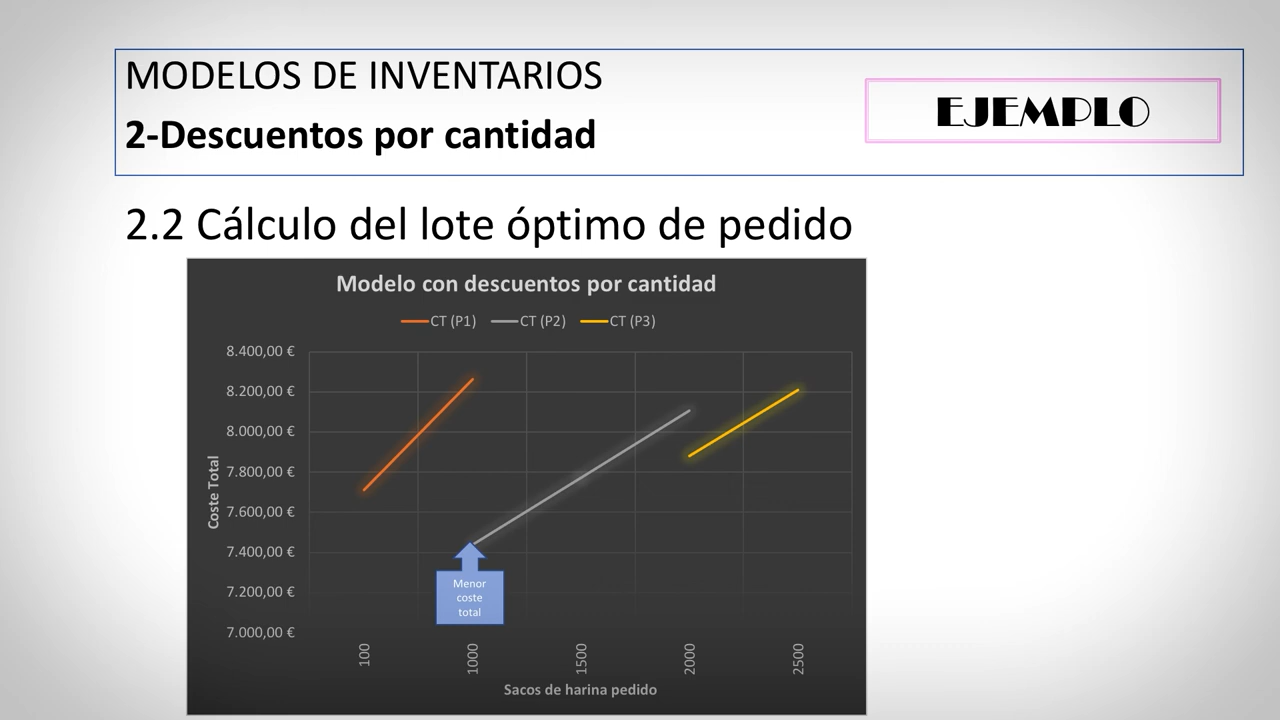 MODELOS DE INVENTARIOS
2-Descuentos por cantidad
EJEMPLO
2.2 Cálculo del lote óptimo de pedido
Modelo con descuentos por cantidad
CT (P1) CT (P2) CT (P3)
8.400,00 €
8.200,00 €
8.000,00 €
7.800,00 €
7.600,00 €
7.400,00 €
7.200,00 €
7.000,00 €
Coste Total
Menor
coste
total
100 1000 1500 2000 2500
Sacos de harina pedido